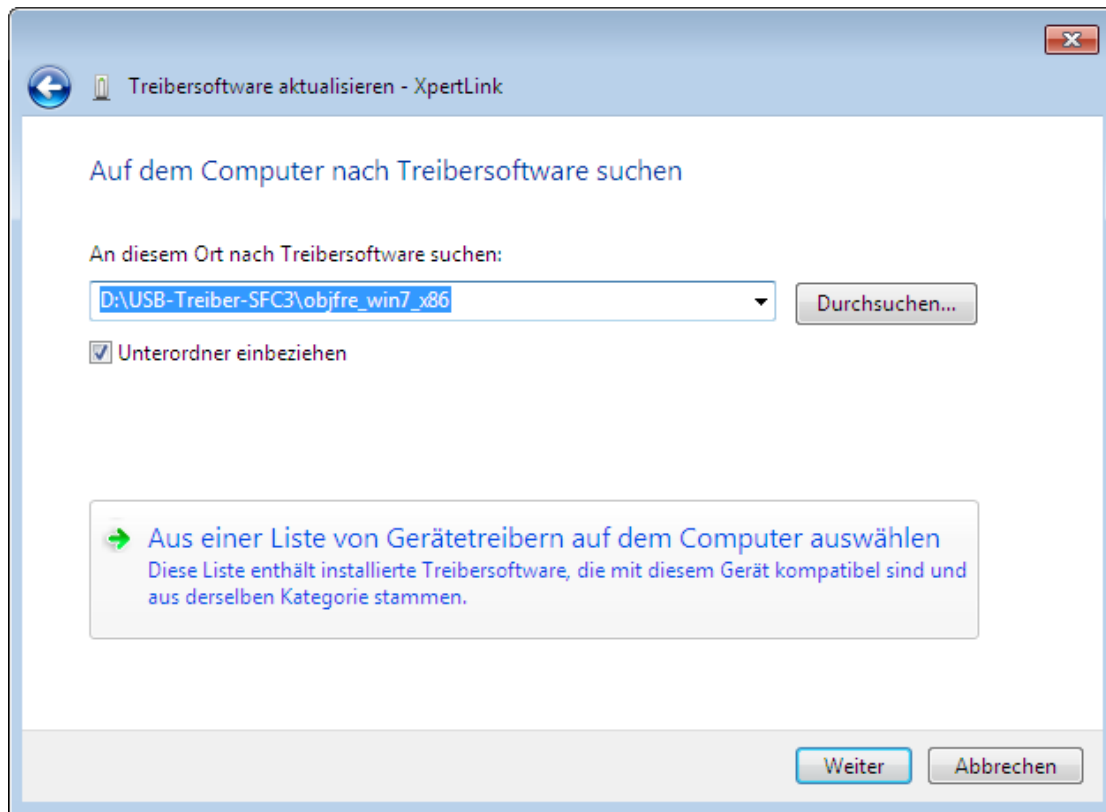 Treibersoftware aktualisieren - XpertLink
Auf dem Computer nach Treibersoftware suchen
An diesem Ort nach Treibersoftware suchen:
D:\USB-Treiber-SFC3\objfre_win7_x86
Durchsuchen...
Unterordner einbeziehen
Aus einer Liste von Gerätetreibern auf dem Computer auswählen
Diese Liste enthält installierte Treibersoftware, die mit diesem Gerät kompatibel sind und
aus derselben Kategorie stammen.
Weiter
Abbrechen